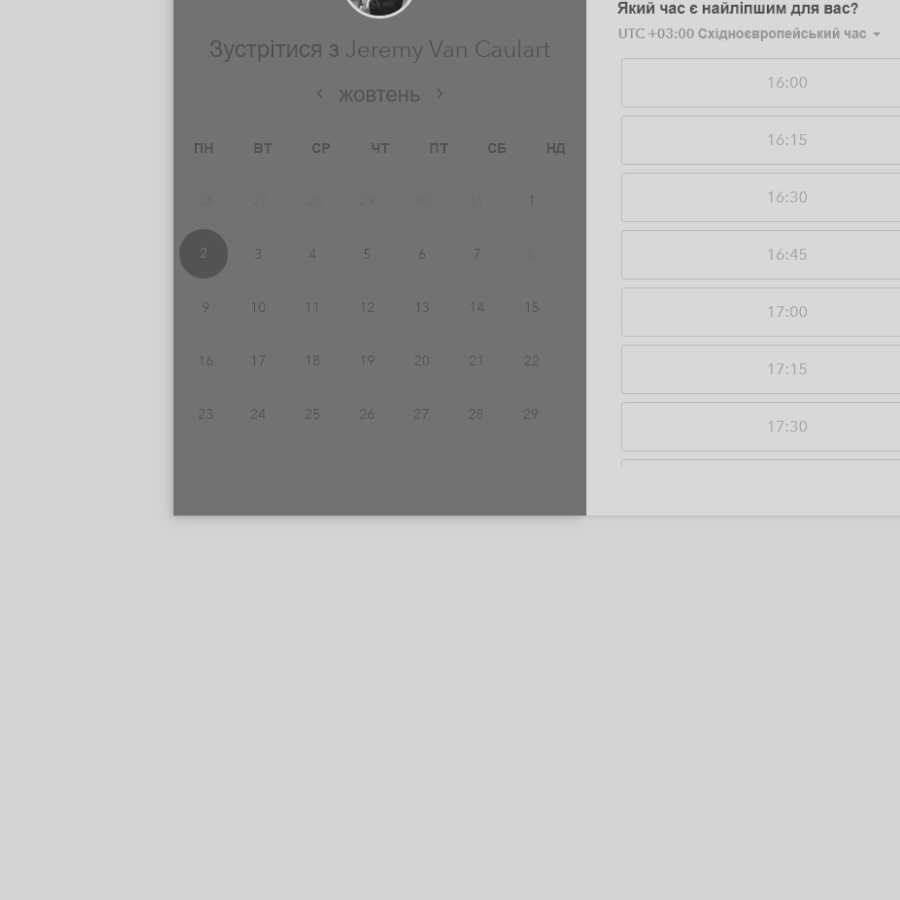 Зустрітися з Jeremy Van Caulart
жовтень
ПН ВТ СР ЧТ ПТ СБ НД
26 27 28 29 30 31 1
2 3 4 5 6 7 8
9 10 11 12 13 14 15
16 17 18 19 20 21 22
23 24 25 26 27 28 29
Який час є найліпшим для вас?
UTC +03:00 Східноєвропейський час
16:00
16:15
16:30
16:45
17:00
17:15
17:30